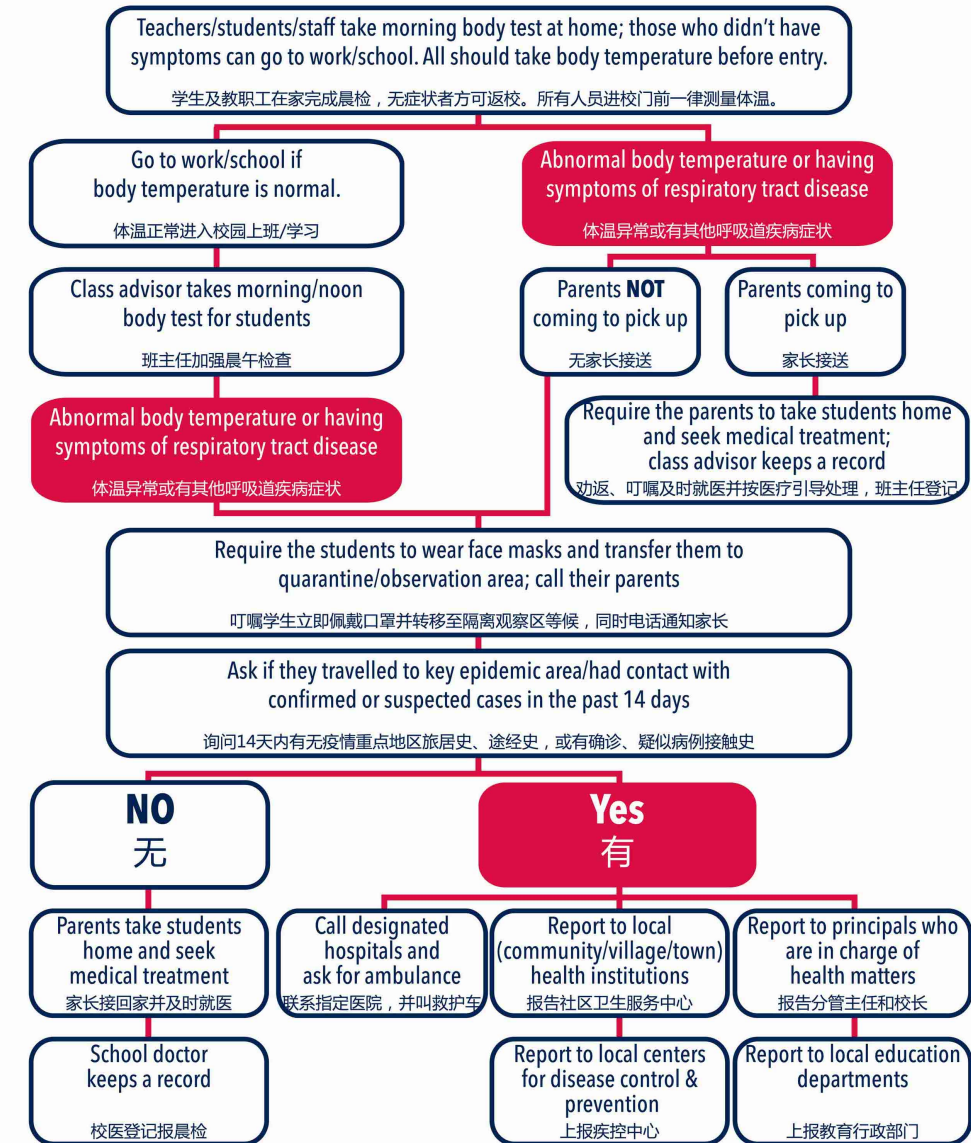 Teachers/students/staff take morning body test at home; those who didn't have
symptoms can go to work/school. All should take body temperature before entry.
学生及教职工在家完成晨检，无症状者方可返校。所有人员进校门前一律测量体温。
Go to work/school if
body temperature is normal.
体温正常进入校园上班/学习
Abnormal body temperature or having
symptoms of respiratory tract disease
体温异常或有其他呼吸道疾病症状
Class advisor takes morning/noon
body test for students
班主任加强晨午检查
Parents NOT
coming to pick up
无家长接送
Parents coming to
pick up
家长接送
Abnormal body temperature or having
symptoms of respiratory tract disease
体温异常或有其他呼吸道疾病症状
Require the parents to take students home
and seek medical treatment;
class advisor keeps a record
劝返、叮嘱及时就医并按医疗引导处理，班主任登记
Require the students to wear face masks and transfer them to
quarantine/observation area; call their parents
叮嘱学生立即佩戴口罩并转移至隔离观察区等候，同时电话通知家长
Ask if they travelled to key epidemic area/had contact with
confirmed or suspected cases in the past 14 days
询问14天内有无疫情重点地区旅居史、途经史，或有确诊、疑似病例接触史
NO
无
Yes
有
Parents take students
home and seek
medical treatment
家长接回家并及时就医
Call designated
hospitals and
ask for ambulance
联系指定医院，并叫救护车
Report to local
(community/village/town)
health institutions
报告社区卫生服务中心
Report to principals who
are in charge of
health matters
报告分管主任和校长
School doctor
keeps a record
校医登记报晨检
Report to local centers
for disease control &
prevention
上报疾控中心
Report to local education
departments
上报教育行政部门